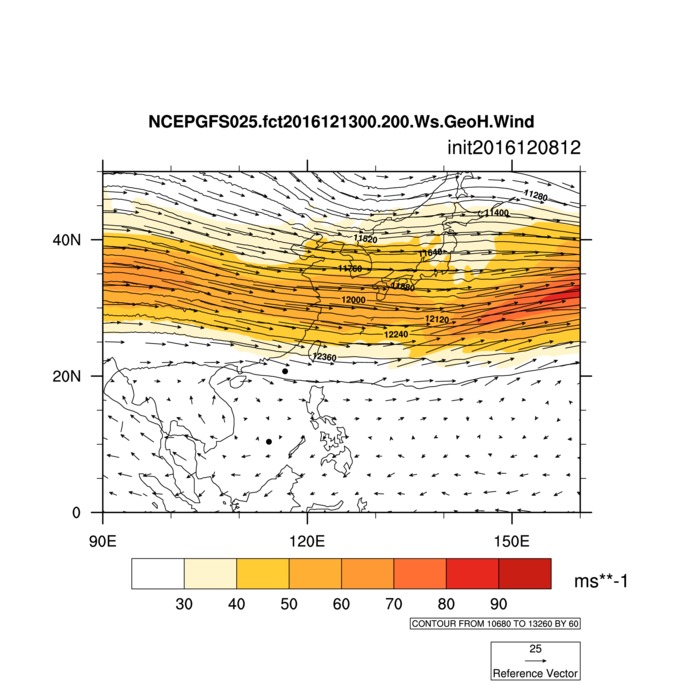 NCEPGFS025.fct2016121300.200.Ws.GeoH.Wind
init2016120812
11280
11400
40N
11520
11640
11760
11880
12000
12120
12240
12360
20N
0
90E 120E 150E
30 40 50 60 70 80 90 ms**-1
CONTOUR FROM 10680 TO 13260 BY 60
25
Reference Vector